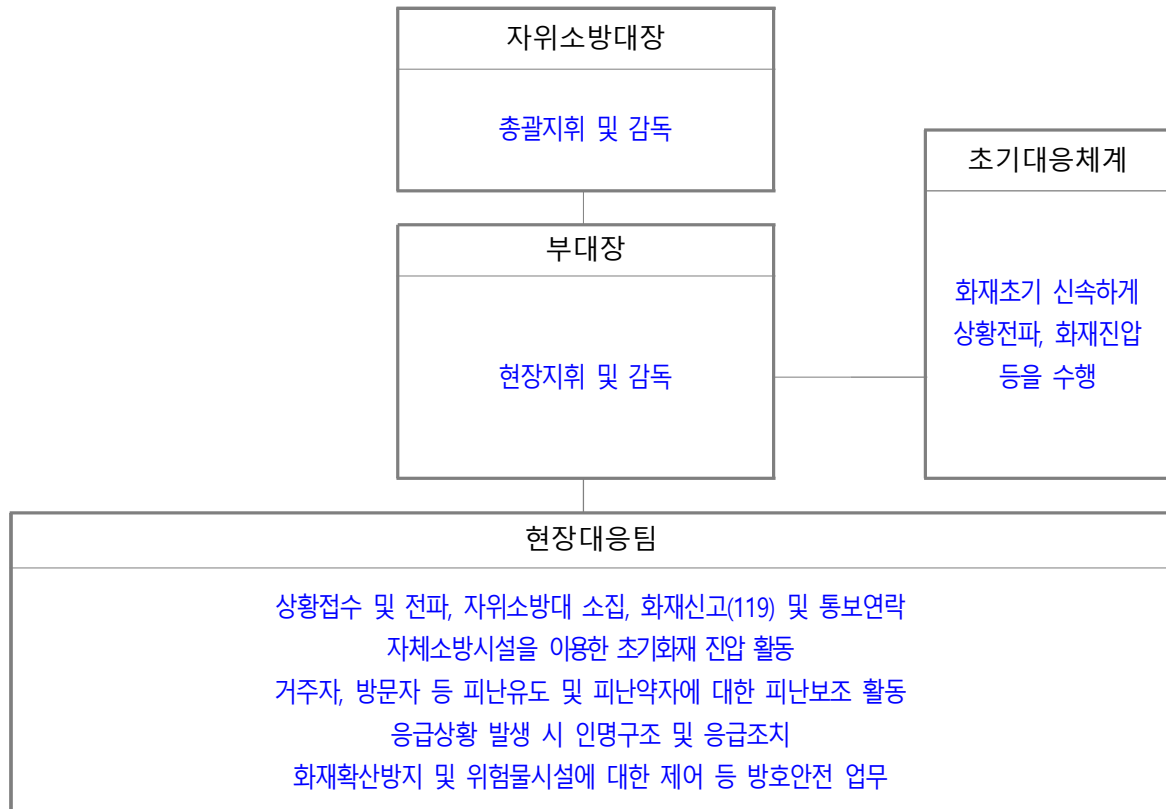 자위소방대장
총괄지휘 및 감독
초기대응체계
화재초기 신속하게
상황전파, 화재진압
등을 수행
부대장
현장지휘 및 감독
현장대응팀
상황접수 및 전파, 자위소방대 소집, 화재신고(119) 및 통보연락
자체소방시설을 이용한 초기화재 진압 활동
거주자, 방문자 등 피난유도 및 피난약자에 대한 피난보조 활동
응급상황 발생 시 인명구조 및 응급조치
화재확산방지 및 위험물시설에 대한 제어 등 방호안전 업무